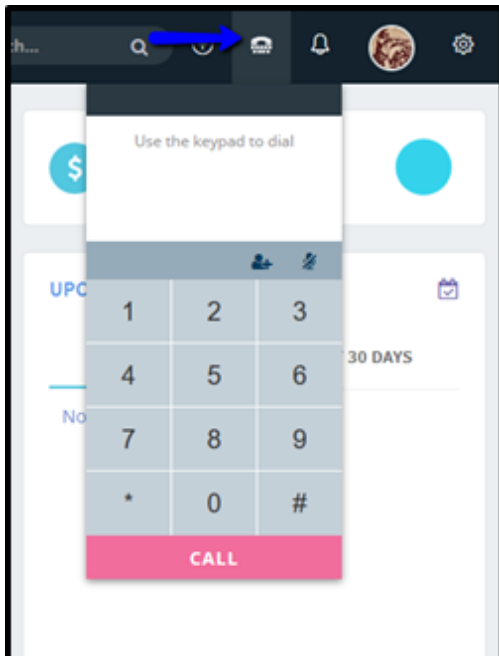 h...
Use the keypad to dial
$
UPC
1 2 3
30 DAYS
4 5 6
No
7 8 9
* 0 #
CALL